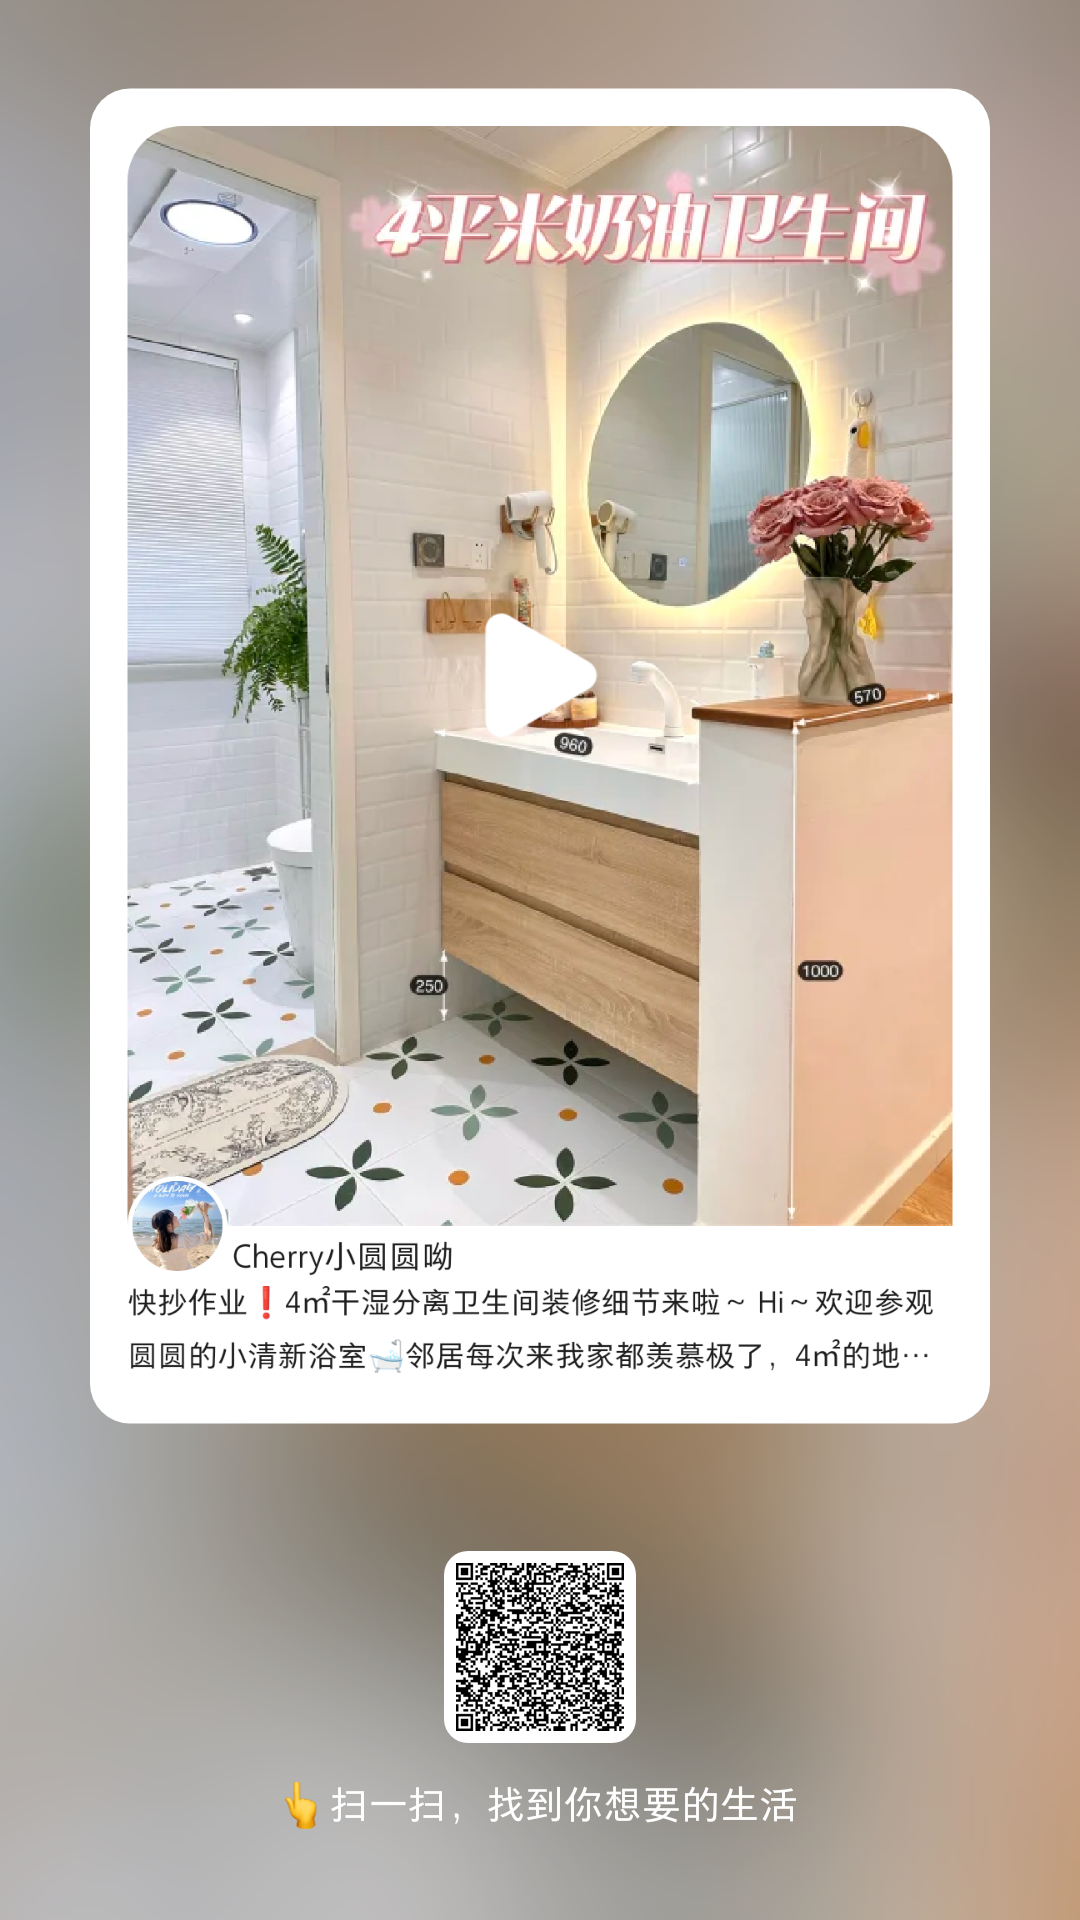 4平米奶油卫生间
570
960
1000
250
Cherry小圆圆呦
快抄作业❗4㎡干湿分离卫生间装修细节来啦～ Hi～欢迎参观
圆圆的小清新浴室🛁邻居每次来我家都羡慕极了，4㎡的地…
👆扫一扫，找到你想要的生活